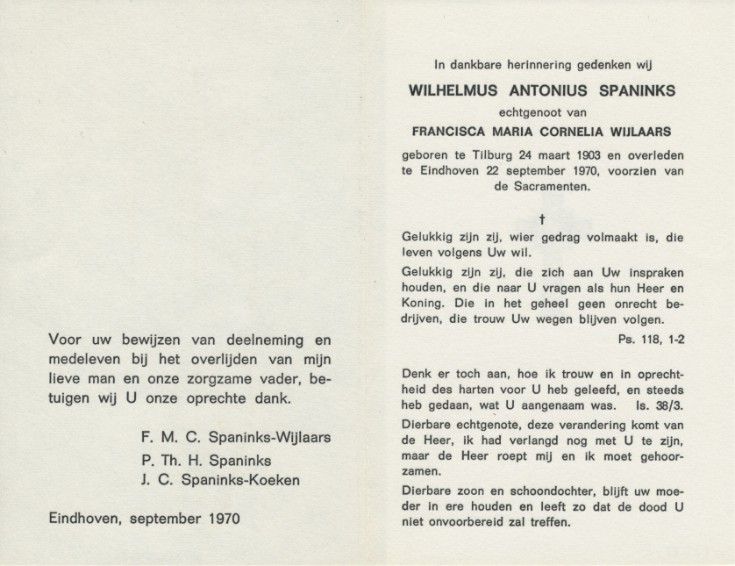 Voor uw bewijzen van deelneming en
medeleven bij het overlijden van mijn
lieve man en onze zorgzame vader, be-
tuigen wij U onze oprechte dank.
F. M. C. Spaninks-Wijlaars
P. Th. H. Spaninks
J. C. Spaninks-Koeken
Eindhoven, september 1970
In dankbare herinnering gedenken wij
WILHELMUS ANTONIUS SPANINKS
echtgenoot van
FRANCISCA MARIA CORNELIA WIJLAARS
geboren te Tilburg 24 maart 1903 en overleden
te Eindhoven 22 september 1970, voorzien van
de Sacramenten.
†
Gelukkig zijn zij, wier gedrag volmaakt is, die
leven volgens Uw wil.
Gelukkig zijn zij, die zich aan Uw inspraken
houden, en die naar U vragen als hun Heer en
Koning. Die in het geheel geen onrecht be-
drijven, die trouw Uw wegen blijven volgen.
Ps. 118, 1-2
Denk er toch aan, hoe ik trouw en in oprecht-
heid des harten voor U heb geleefd, en steeds
heb gedaan, wat U aangenaam was. Is. 38/3.
Dierbare echtgenote, deze verandering komt van
de Heer, ik had verlangd nog met U te zijn,
maar de Heer roept mij en ik moet gehoor-
zamen.
Dierbare zoon en schoondochter, blijft uw moe-
der in ere houden en leeft zo dat de dood U
niet onvoorbereid zal treffen.